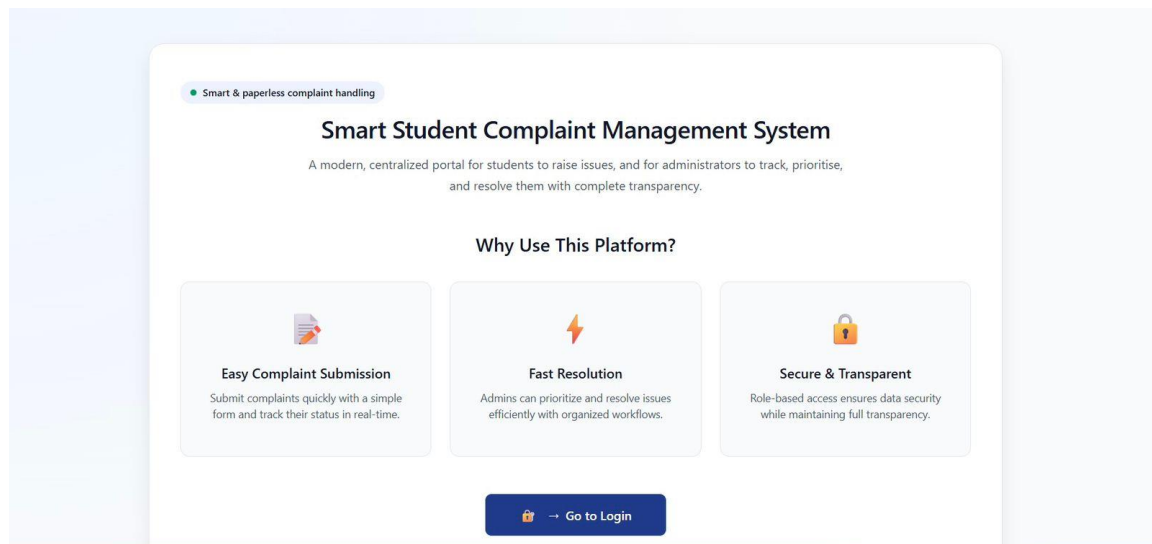 Smart & paperless complaint handling
Smart Student Complaint Management System
A modern, centralized portal for students to raise issues, and for administrators to track, prioritise,
and resolve them with complete transparency.
Why Use This Platform?
Easy Complaint Submission
Submit complaints quickly with a simple
form and track their status in real-time.
Fast Resolution
Admins can prioritize and resolve issues
efficiently with organized workflows.
Secure & Transparent
Role-based access ensures data security
while maintaining full transparency.
→ Go to Login